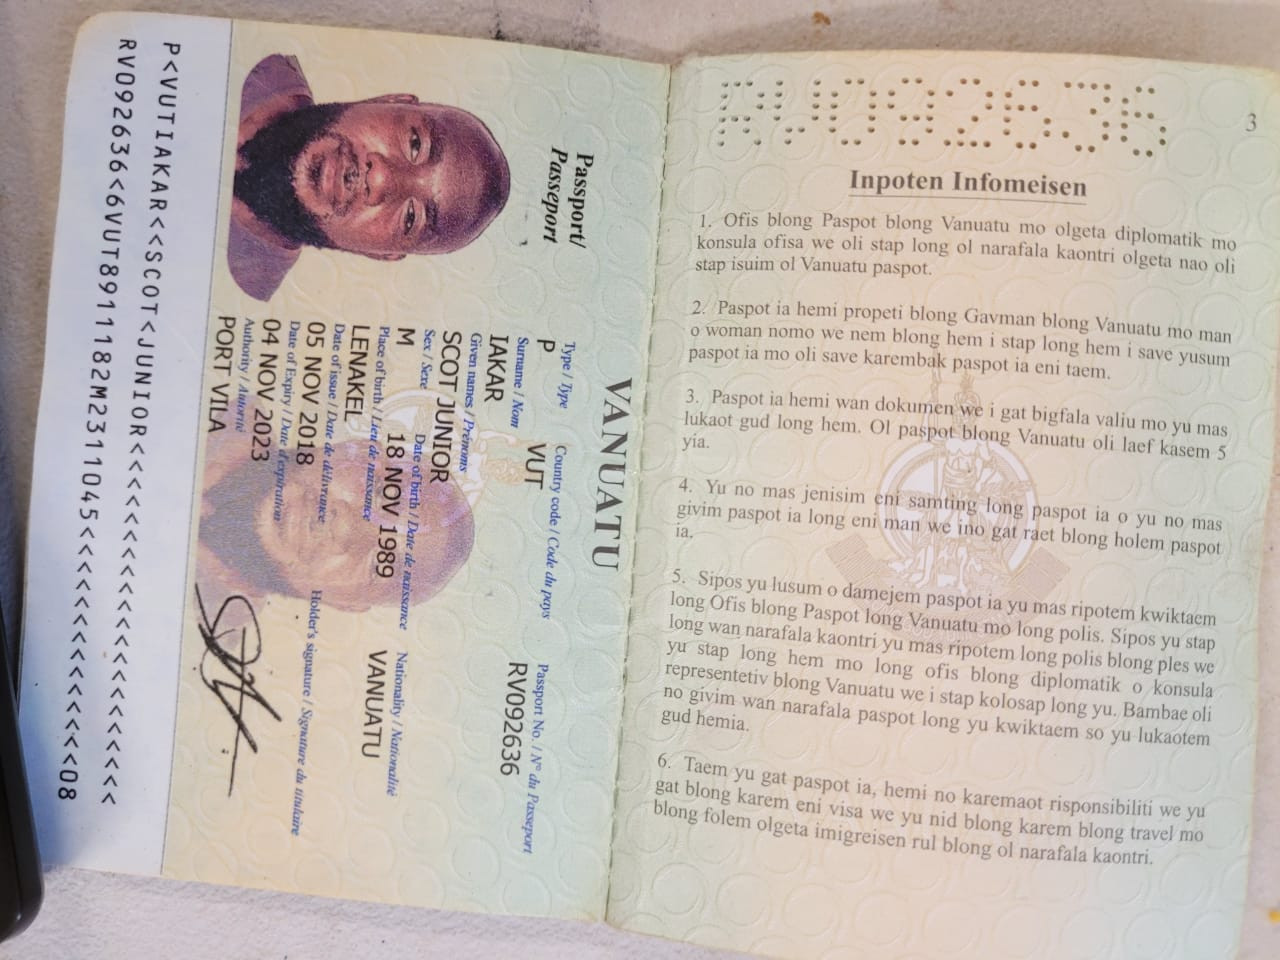 VANUATU
Passport/
Passeport
Type / Type
Country code / Code du pays
Passport No. / N° du Passeport
P
VUT
RV092636
Surname / Nom
IAKAR
Given names / Prénoms
SCOT JUNIOR
Sex / Sexe
Date of birth / Date de naissance
Nationality / Nationalité
M
18 NOV 1989
VANUATU
Place of birth / Lieu de naissance
LENAKEL
Date of issue / Date de délivrance
Holder's signature / Signature du titulaire
05 NOV 2018
Date of Expiry / Date d'expiration
04 NOV 2023
Authority / Autorité
PORT VILA
P<VUTIAKAR<<SCOT<JUNIOR<<<<<<<<<<<<<<<<<<<<<
RV092636<6VUT8911182M2311045<<<<<<<<<<<<<<08
RV092636
3
Inpoten Infomeisen
1. Ofis blong Paspot blong Vanuatu mo olgeta diplomatik mo
konsula ofisa we oli stap long ol narafala kaontri olgeta nao oli
stap isuim ol Vanuatu paspot.
2. Paspot ia hemi propeti blong Gavman blong Vanuatu mo man
o woman nomo we nem blong hem i stap long hem i save yusum
paspot ia mo oli save karembak paspot ia eni taem.
3. Paspot ia hemi wan dokumen we i gat bigfala valiu mo yu mas
lukaot gud long hem. Ol paspot blong Vanuatu oli laef kasem 5
yia.
4. Yu no mas jenisim eni samting long paspot ia o yu no mas
givim paspot ia long eni man we ino gat raet blong holem paspot
ia.
5. Sipos yu lusum o damejem paspot ia yu mas ripotem kwiktaem
long Ofis blong Paspot long Vanuatu mo long polis. Sipos yu stap
long wan narafala kaontri yu mas ripotem long polis blong ples we
yu stap long hem mo long ofis blong diplomatik o konsula
representetiv blong Vanuatu we i stap kolosap long yu. Bambae oli
no givim wan narafala paspot long yu kwiktaem so yu lukaotem
gud hemia.
6. Taem yu gat paspot ia, hemi no karemaot risponsibiliti we yu
gat blong karem eni visa we yu nid blong karem blong travel mo
blong folem olgeta imigreisen rul blong ol narafala kaontri.